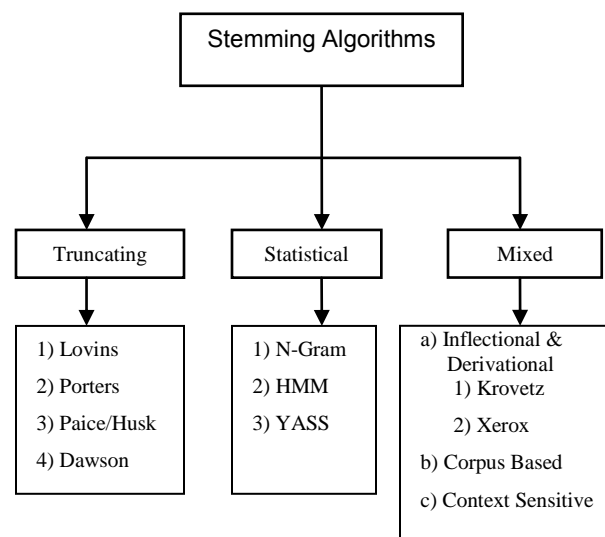 Stemming Algorithms
Truncating
Statistical
Mixed
1) Lovins
2) Porters
3) Paice/Husk
4) Dawson
1) N-Gram
2) HMM
3) YASS
a) Inflectional &
Derivational
1) Krovetz
2) Xerox
b) Corpus Based
c) Context Sensitive